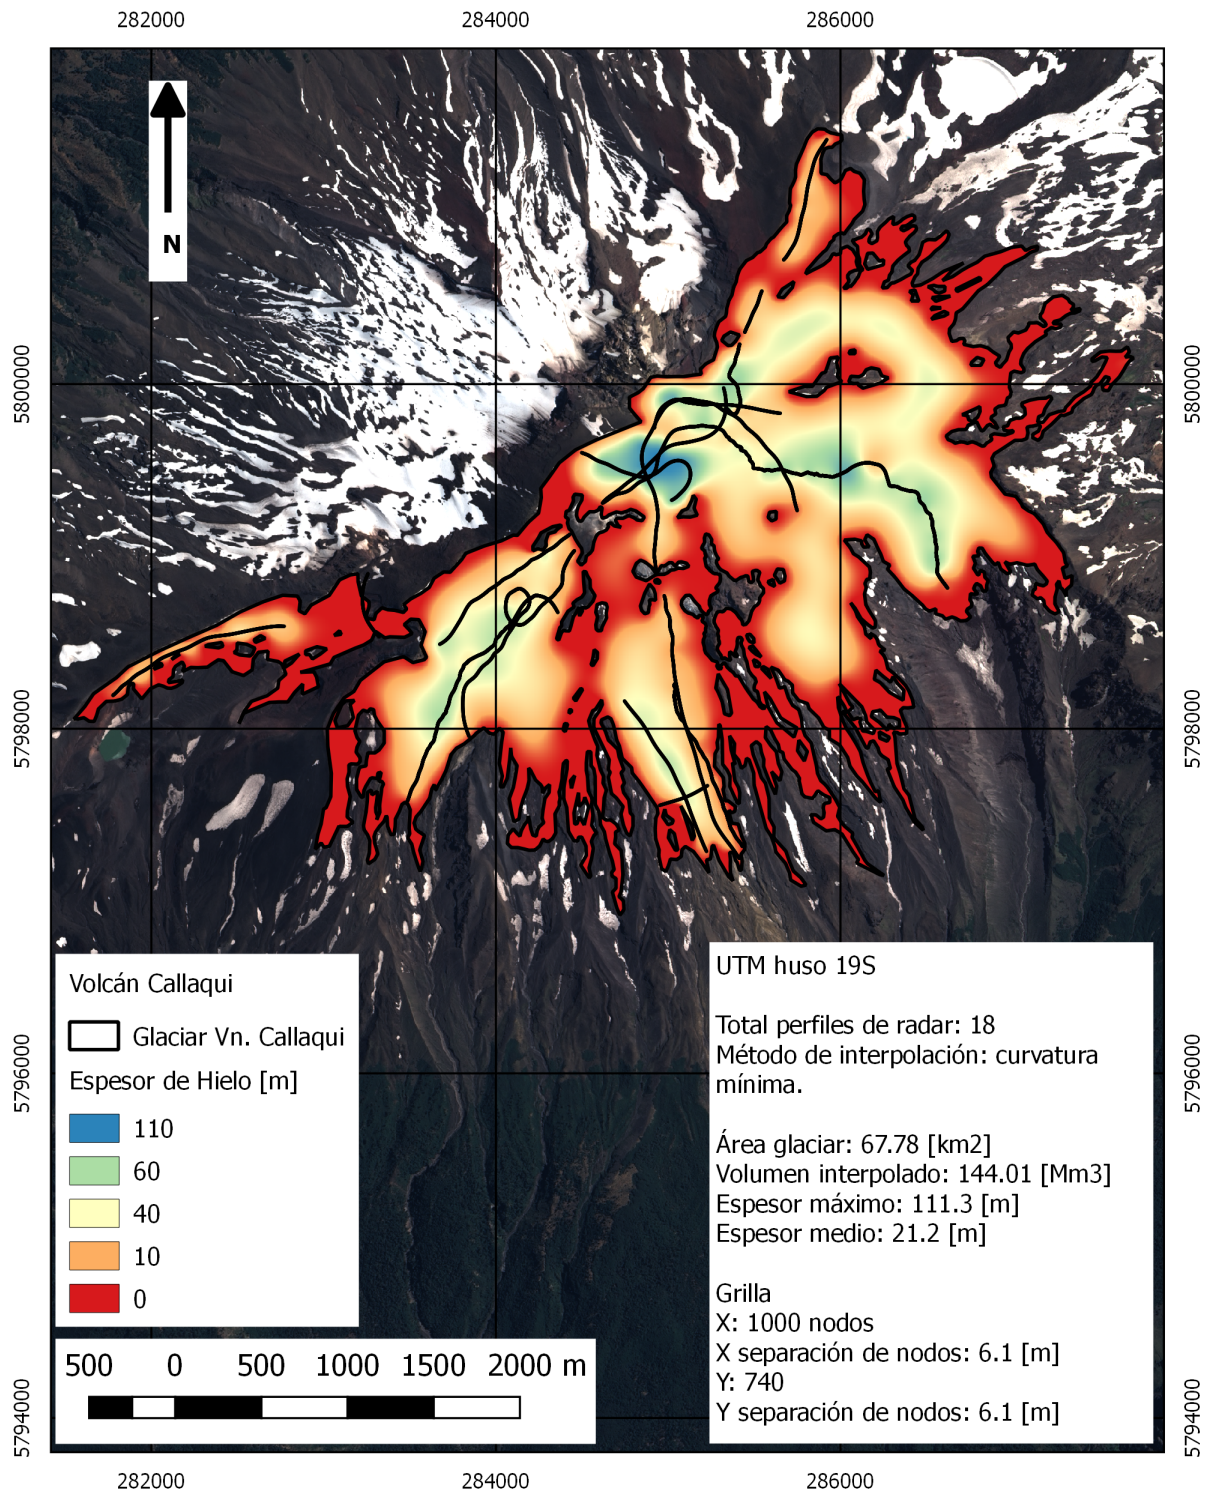 282000
284000
286000
5800000
5800000
N
5798000
5798000
Volcán Callaqui
Glaciar Vn. Callaqui
Espesor de Hielo [m]
110
60
40
10
0
UTM huso 19S
Total perfiles de radar: 18
Método de interpolación: curvatura
mínima.
Área glaciar: 67.78 [km2]
Volumen interpolado: 144.01 [Mm3]
Espesor máximo: 111.3 [m]
Espesor medio: 21.2 [m]
Grilla
X: 1000 nodos
X separación de nodos: 6.1 [m]
Y: 740
Y separación de nodos: 6.1 [m]
5796000
5796000
500 0 500 1000 1500 2000 m
5794000
5794000
282000
284000
286000